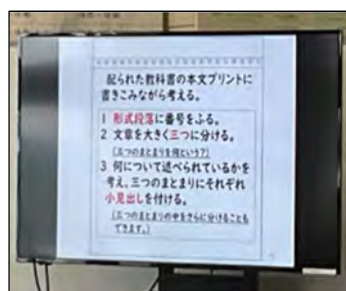 配られた教科書の本文プリントに
書きこみながら考える。
1 形式段落に番号をふる。
2 文章を大きく三つに分ける。
(三つのまとまりを何という?)
3 何について述べられているかを
考え、三つのまとまりにそれぞれ
小見出しを付ける。
(三つのまとまりの中をさらに分けることも
できます。)